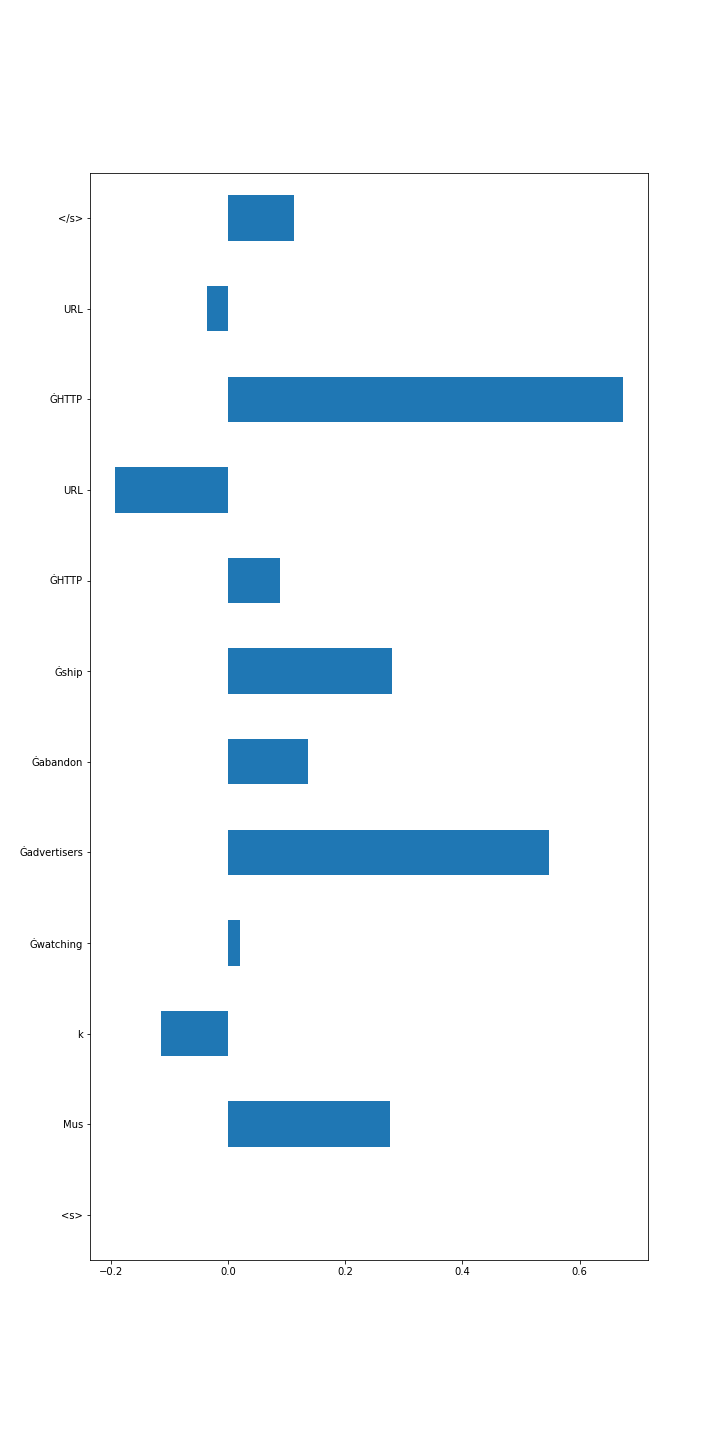 </s>
URL
ĠHTTP
URL
ĠHTTP
Ġship
Ġabandon
Ġadvertisers
Ġwatching
k
Mus
<s>
−0.2 0.0 0.2 0.4 0.6